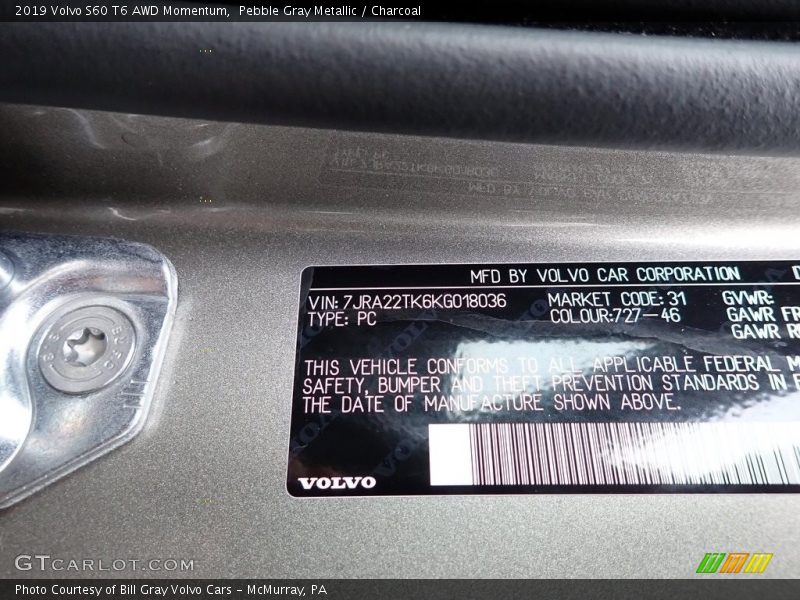 2019 Volvo S60 T6 AWD Momentum, Pebble Gray Metallic / Charcoal
MFD BY VOLVO CAR CORPORATION
VIN: 7JRA22TK6KG018036 MARKET CODE: 31 GVWR:
TYPE: PC COLOUR:727-46 GAWR FR
GAWR R
THIS VEHICLE CONFORMS TO ALL APPLICABLE FEDERAL M
SAFETY, BUMPER AND THEFT PREVENTION STANDARDS IN
THE DATE OF MANUFACTURE SHOWN ABOVE.
VOLVO
GTCARLOT.COM
Photo Courtesy of Bill Gray Volvo Cars - McMurray, PA